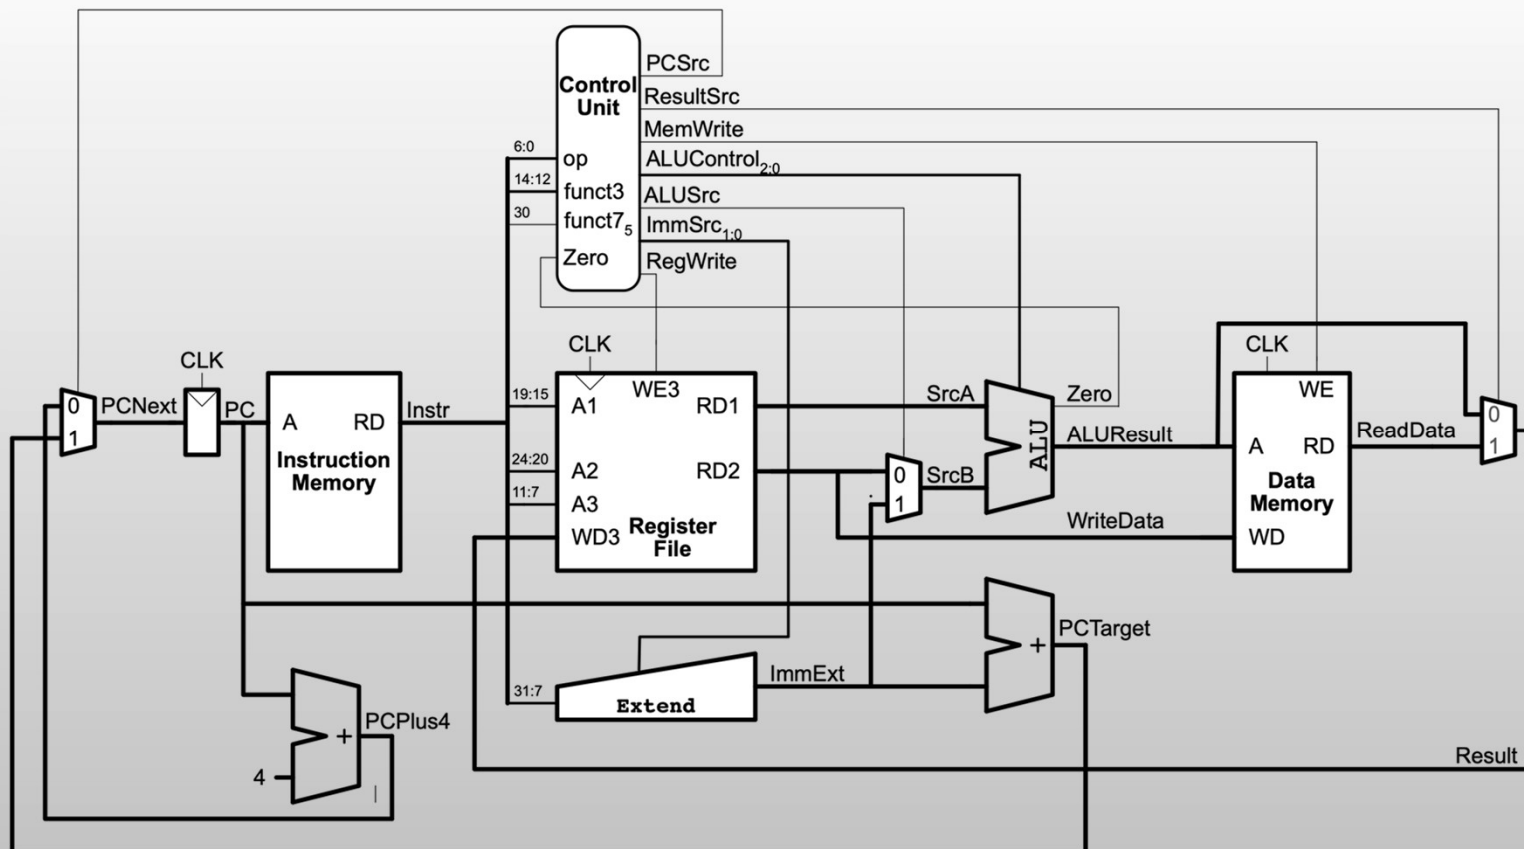 PCSrc
Control
Unit
ResultSrc
MemWrite
6:0
op
ALUControl2:0
14:12
funct3
ALUSrc
30
funct75
ImmSrc1:0
Zero
RegWrite
CLK
CLK
CLK
0
PCNext
PC
A
RD
Instr
19:15
A1
WE3
RD1
SrcA
Zero
WE
0
1
Instruction
Memory
ALU
ALUResult
A
RD
ReadData
1
24:20
A2
RD2
0
SrcB
Data
Memory
11:7
A3
1
WD3
Register
File
WriteData
WD
+
PCTarget
31:7
Extend
ImmExt
+
PCPlus4
4
Result